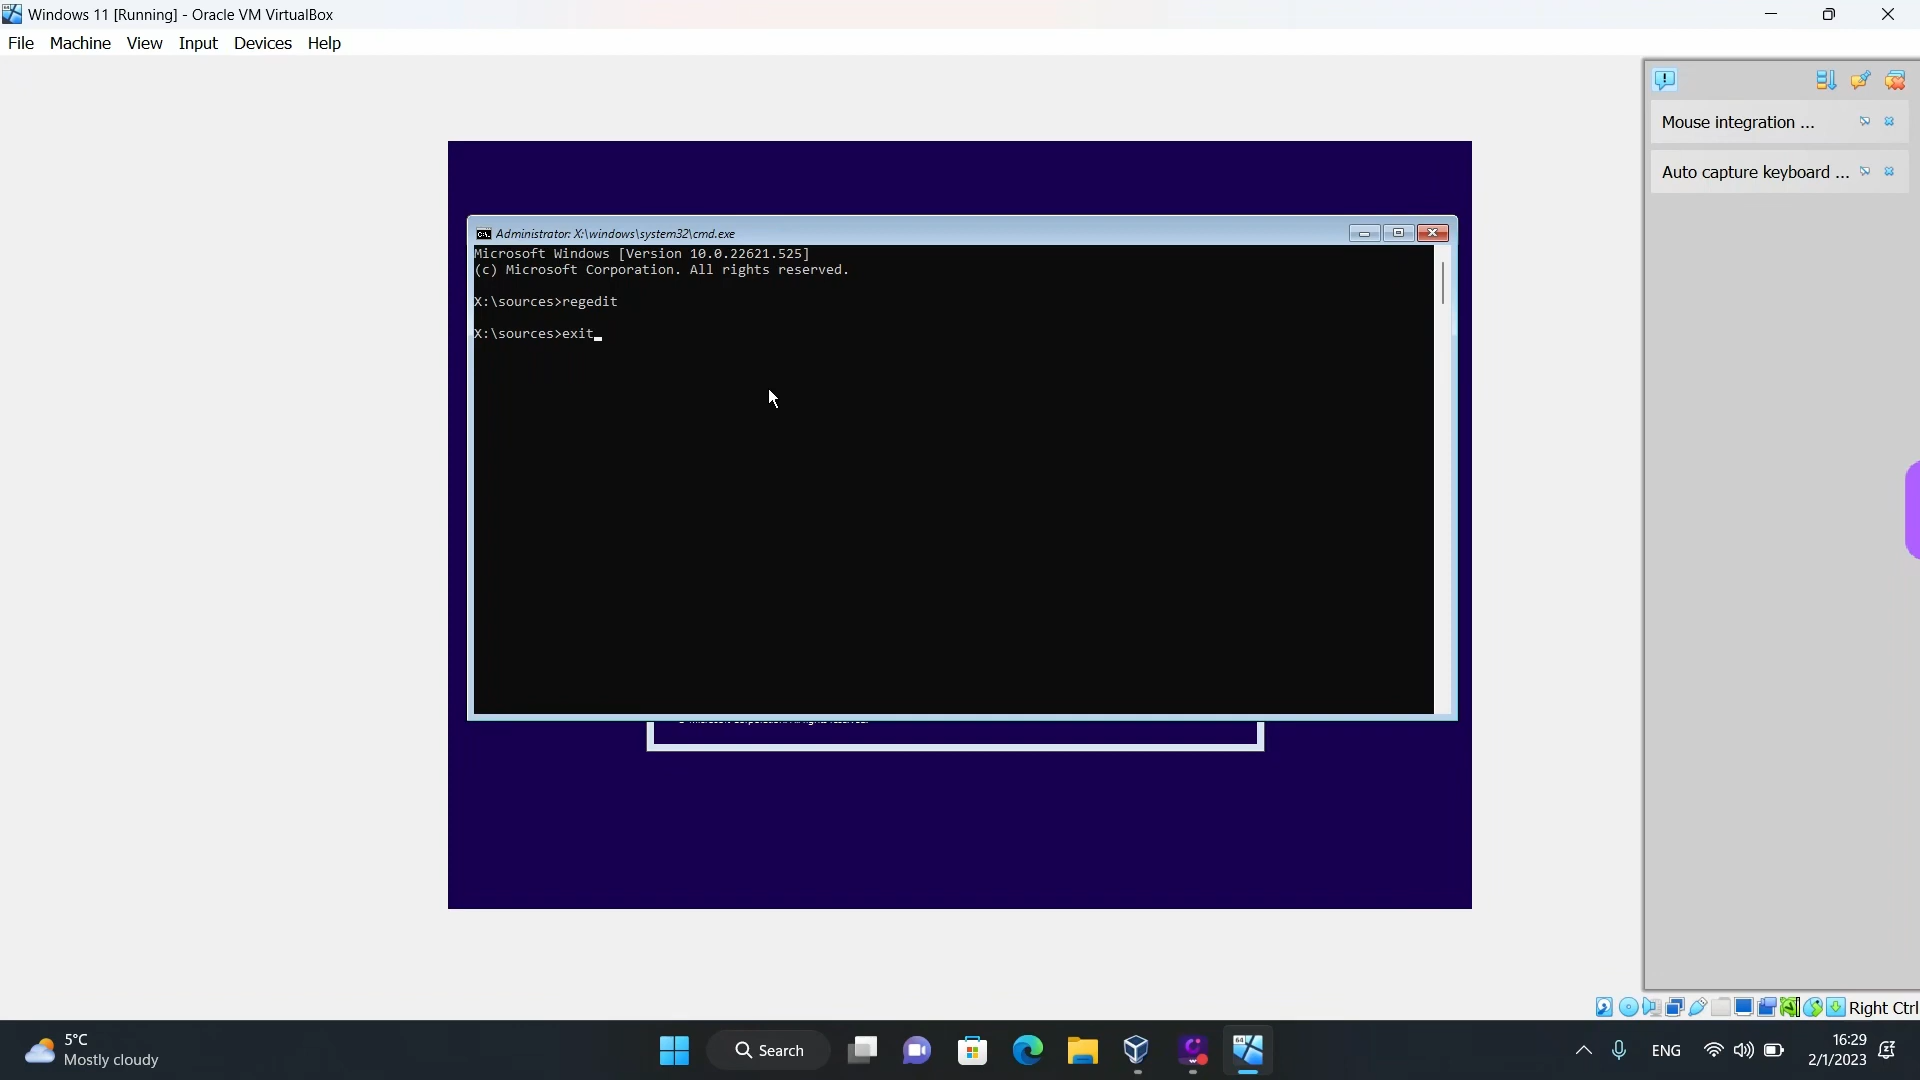 Windows 11 [Running] - Oracle VM VirtualBox
File Machine View Input Devices Help
Mouse integration ...
Auto capture keyboard ...
Administrator: X:\windows\system32\cmd.exe
Microsoft Windows [Version 10.0.22621.525]
(c) Microsoft Corporation. All rights reserved.
X:\sources>regedit
X:\sources>exit
Right Ctrl
5°C
Mostly cloudy
Search
ENG
16:29
2/1/2023